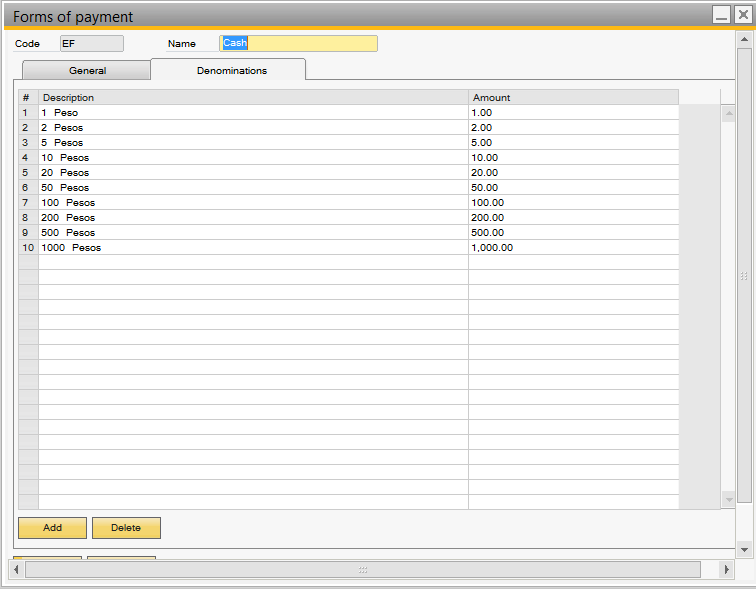 Forms of payment
Code EF Name Cash
General Denominations
# Description Amount
1 1 Peso 1.00
2 2 Pesos 2.00
3 5 Pesos 5.00
4 10 Pesos 10.00
5 20 Pesos 20.00
6 50 Pesos 50.00
7 100 Pesos 100.00
8 200 Pesos 200.00
9 500 Pesos 500.00
10 1000 Pesos 1,000.00
Add Delete